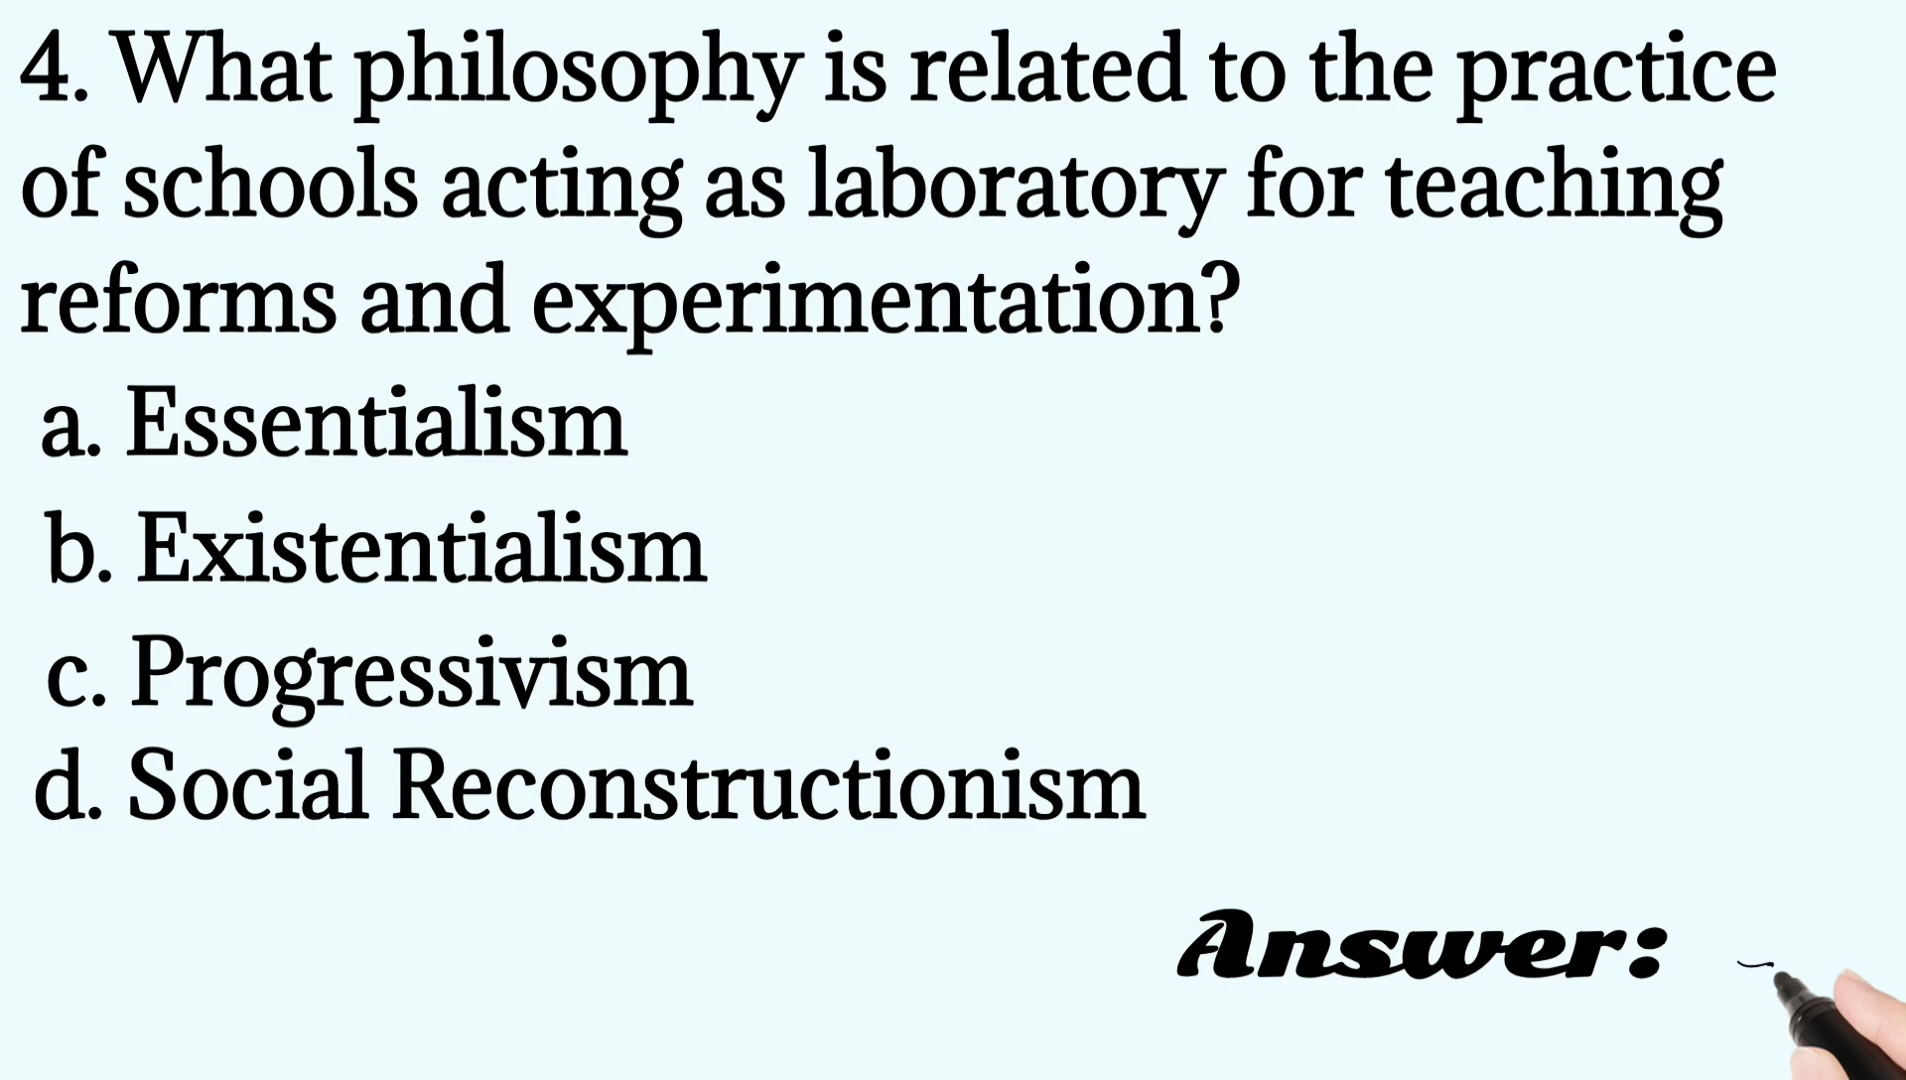 4. What philosophy is related to the practice
of schools acting as laboratory for teaching
reforms and experimentation?
a. Essentialism
b. Existentialism
c. Progressivism
d. Social Reconstructionism
Answer: